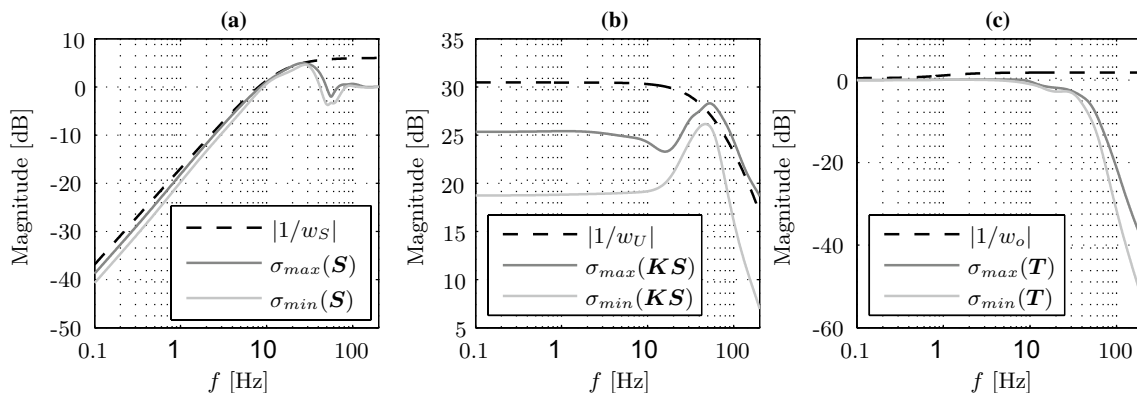 (a)
10
0
-10
-20
-30
-40
-50
Magnitude [dB]
|1/w_S|
σ_max(S)
σ_min(S)
0.1 1 10 100
f [Hz]
(b)
35
30
25
20
15
10
5
Magnitude [dB]
|1/w_U|
σ_max(KS)
σ_min(KS)
0.1 1 10 100
f [Hz]
(c)
20
0
-20
-40
-60
Magnitude [dB]
|1/w_o|
σ_max(T)
σ_min(T)
0.1 1 10 100
f [Hz]